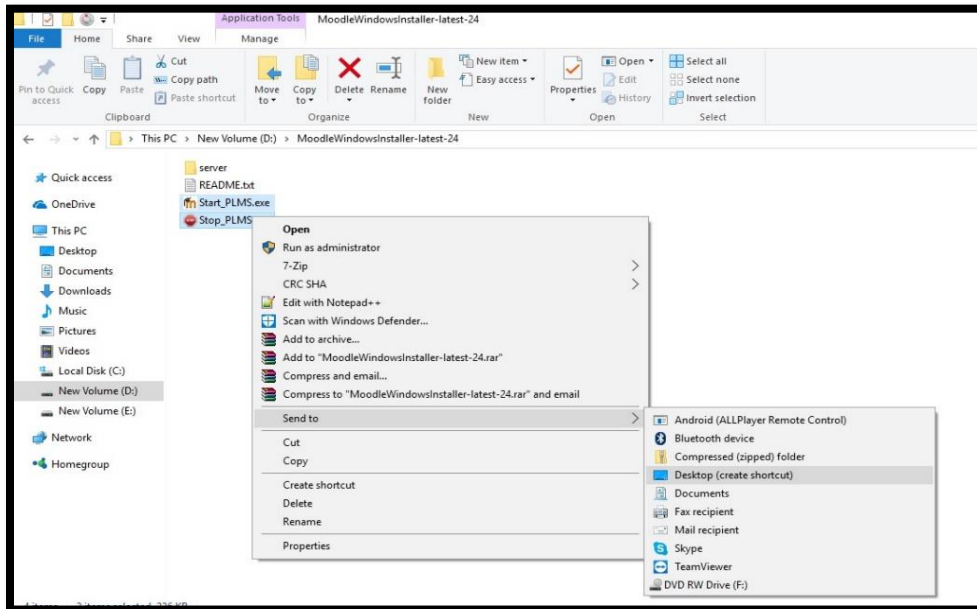 Application Tools MoodleWindowsInstaller-latest-24
File Home Share View Manage
Pin to Quick access
Copy
Paste
Cut
Copy path
Paste shortcut
Clipboard
Move to
Copy to
Delete
Rename
Organize
New folder
New item
Easy access
New
Properties
Open
Edit
History
Open
Select all
Select none
Invert selection
Select
This PC > New Volume (D:) > MoodleWindowsInstaller-latest-24
Quick access
OneDrive
This PC
Desktop
Documents
Downloads
Music
Pictures
Videos
Local Disk (C:)
New Volume (D:)
New Volume (E:)
Network
Homegroup
server
README.txt
Start_PLMS.exe
Stop_PLMS
Open
Run as administrator
7-Zip
CRC SHA
Edit with Notepad++
Scan with Windows Defender...
Add to archive...
Add to "MoodleWindowsInstaller-latest-24.rar"
Compress and email...
Compress to "MoodleWindowsInstaller-latest-24.rar" and email
Send to
Cut
Copy
Create shortcut
Delete
Rename
Properties
Android (ALLPlayer Remote Control)
Bluetooth device
Compressed (zipped) folder
Desktop (create shortcut)
Documents
Fax recipient
Mail recipient
Skype
TeamViewer
DVD RW Drive (F:)